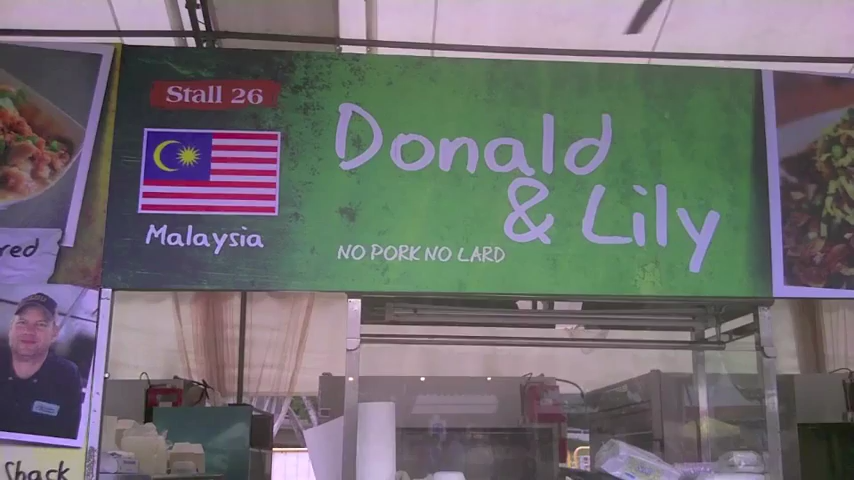 Stall 26
Donald
& Lily
Malaysia
NO PORK NO LARD
red
Shack